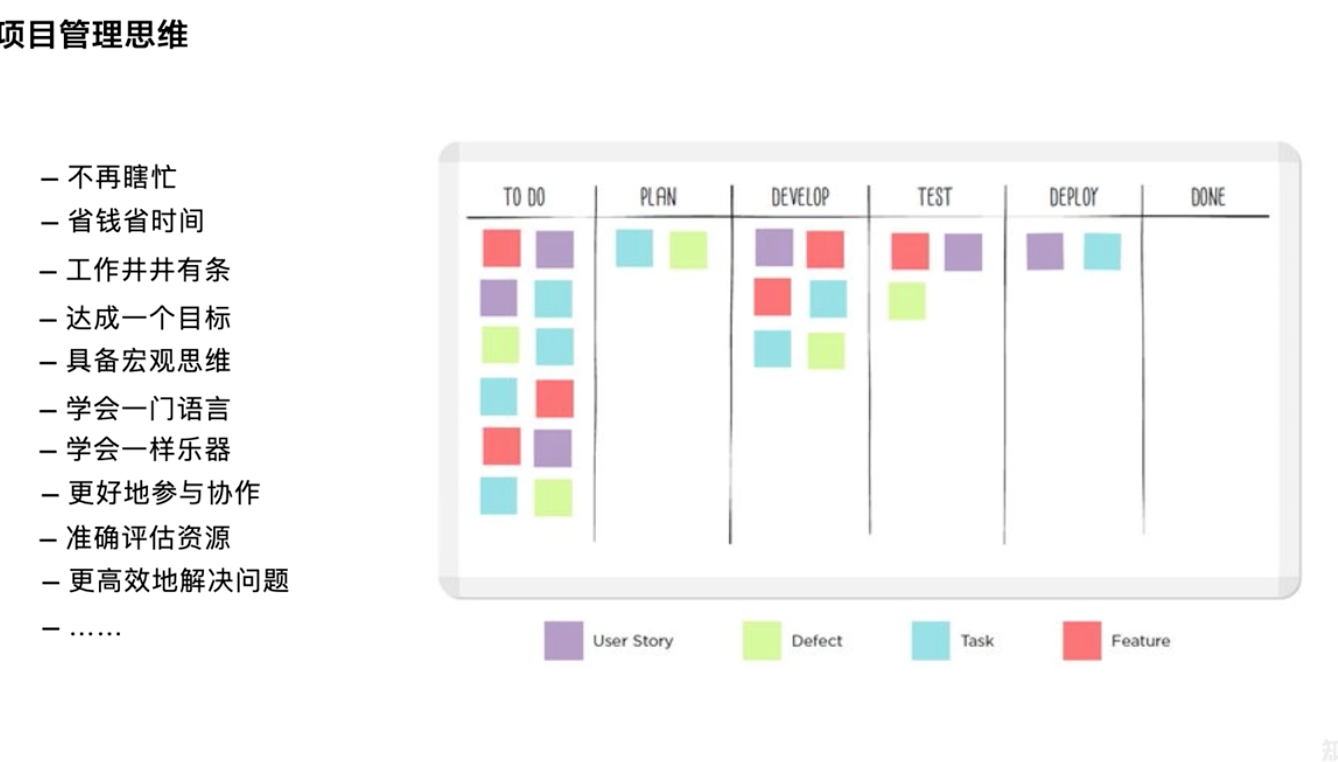 项目管理思维
– 不再瞎忙
– 省钱省时间
– 工作井井有条
– 达成一个目标
– 具备宏观思维
– 学会一门语言
– 学会一样乐器
– 更好地参与协作
– 准确评估资源
– 更高效地解决问题
– ……
TO DO PLAN DEVELOP TEST DEPLOY DONE
User Story Defect Task Feature
知